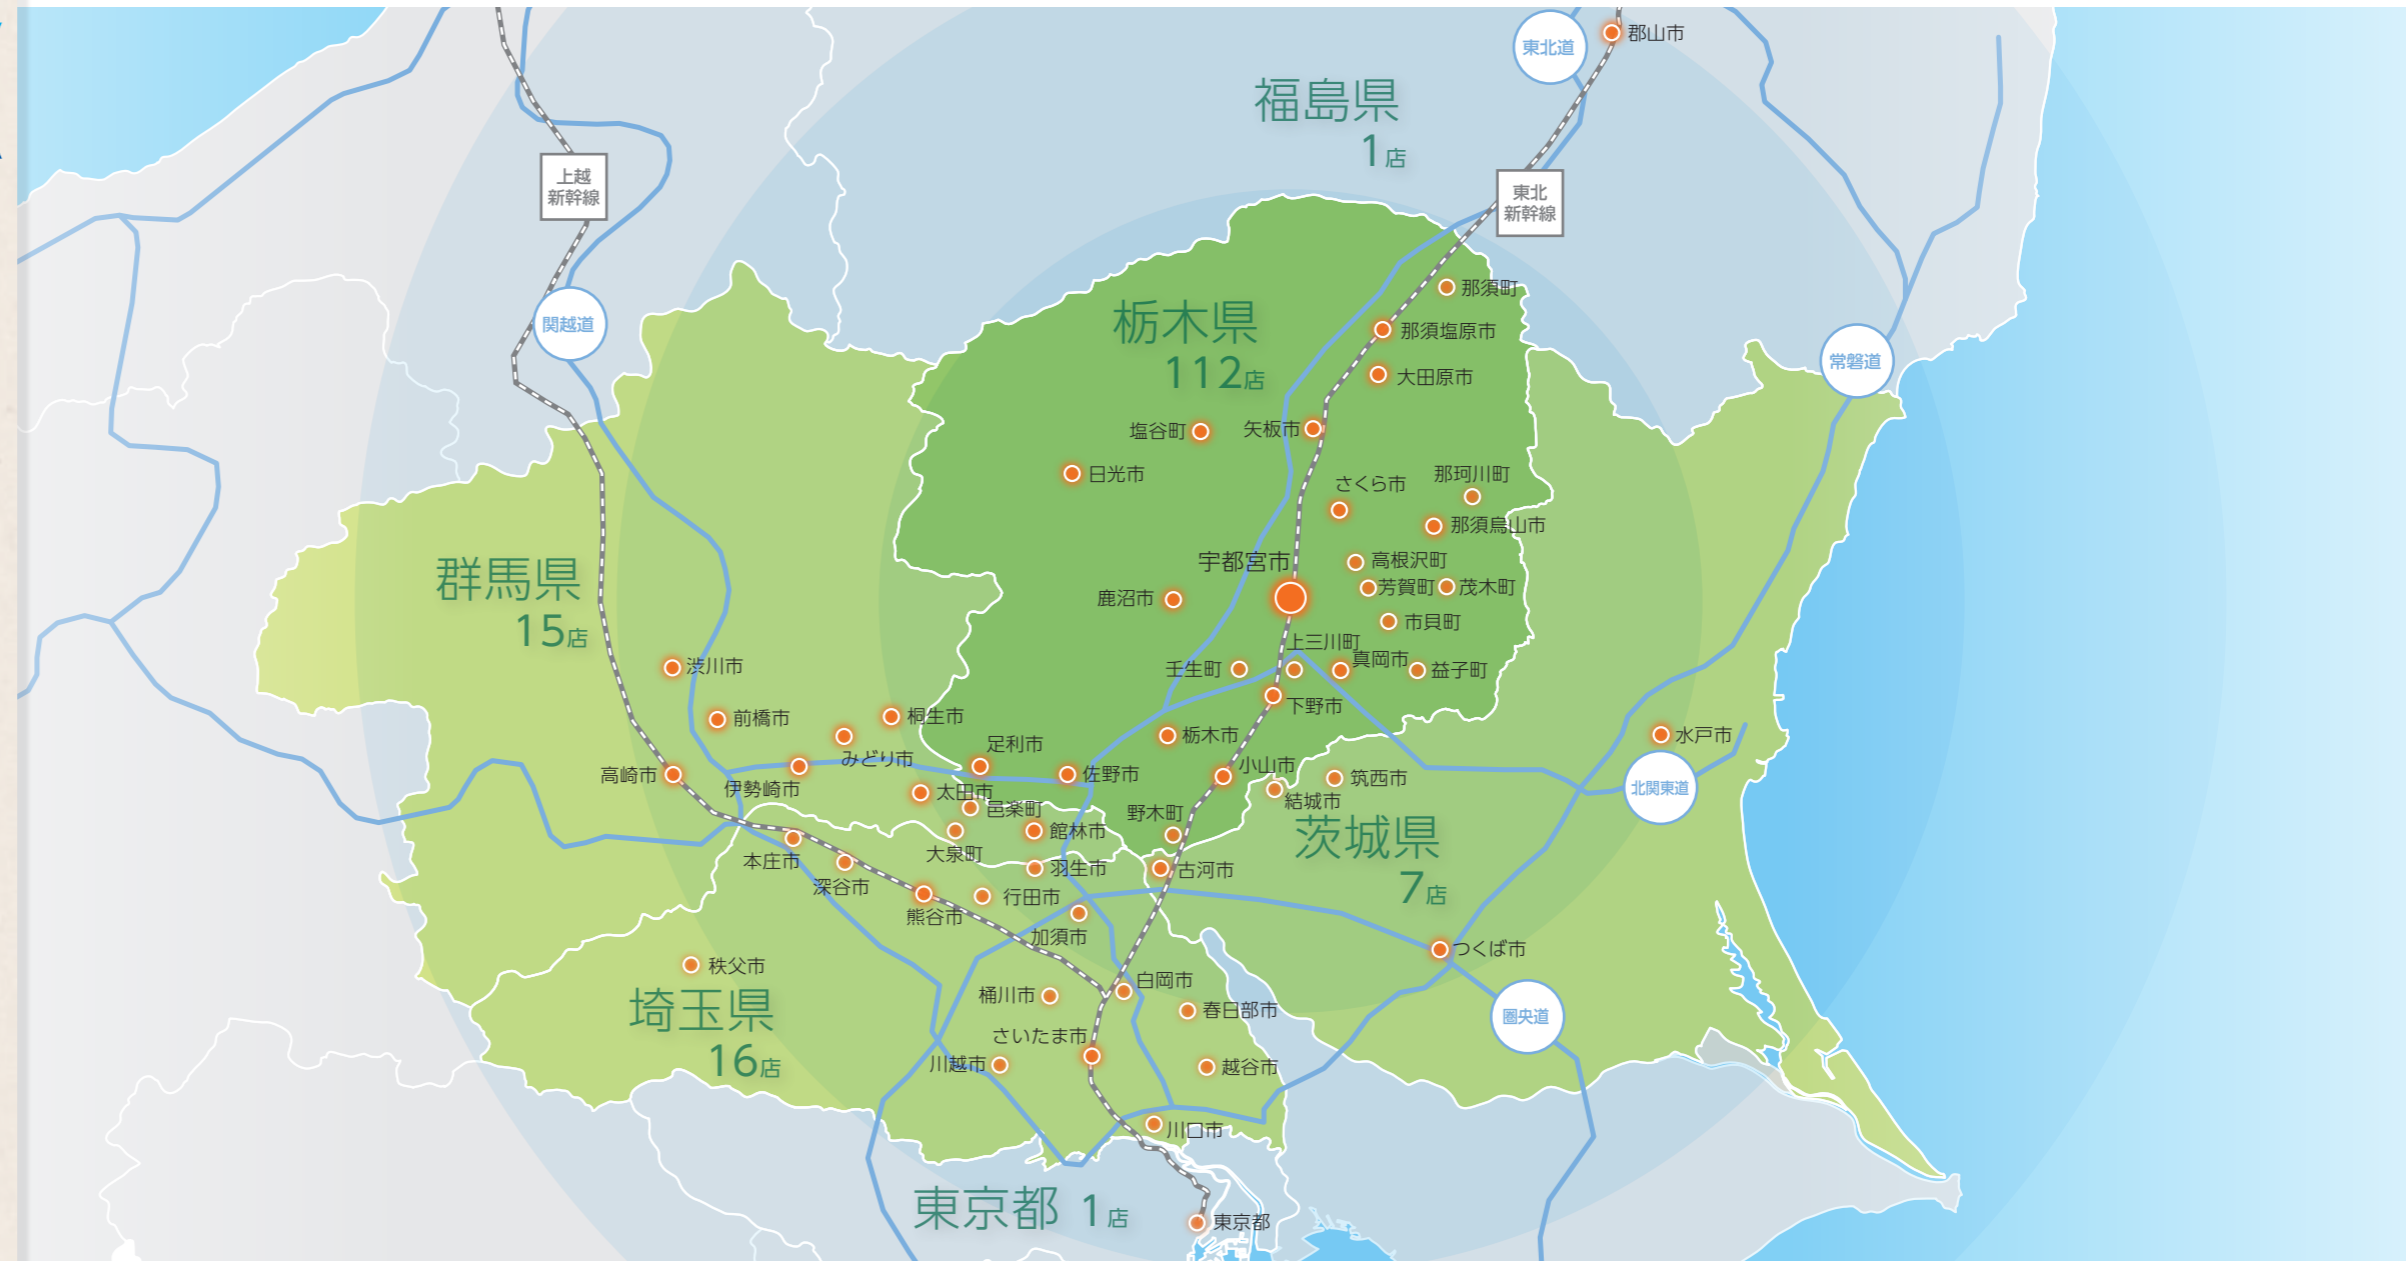 郡山市
東北道
福島県
1店
上越
新幹線
東北
新幹線
那須町
関越道
栃木県
112店
那須塩原市
常磐道
大田原市
塩谷町
矢板市
日光市
さくら市
那珂川町
那須烏山市
宇都宮市
高根沢町
群馬県
15店
鹿沼市
芳賀町
茂木町
市貝町
上三川町
渋川市
壬生町
真岡市
益子町
下野市
前橋市
桐生市
栃木市
水戸市
みどり市
足利市
高崎市
伊勢崎市
佐野市
小山市
筑西市
北関東道
太田市
邑楽町
結城市
野木町
大泉町
館林市
茨城県
7店
本庄市
深谷市
羽生市
古河市
熊谷市
行田市
加須市
つくば市
秩父市
桶川市
白岡市
春日部市
圏央道
埼玉県
16店
さいたま市
川越市
越谷市
川口市
東京都 1店
東京都